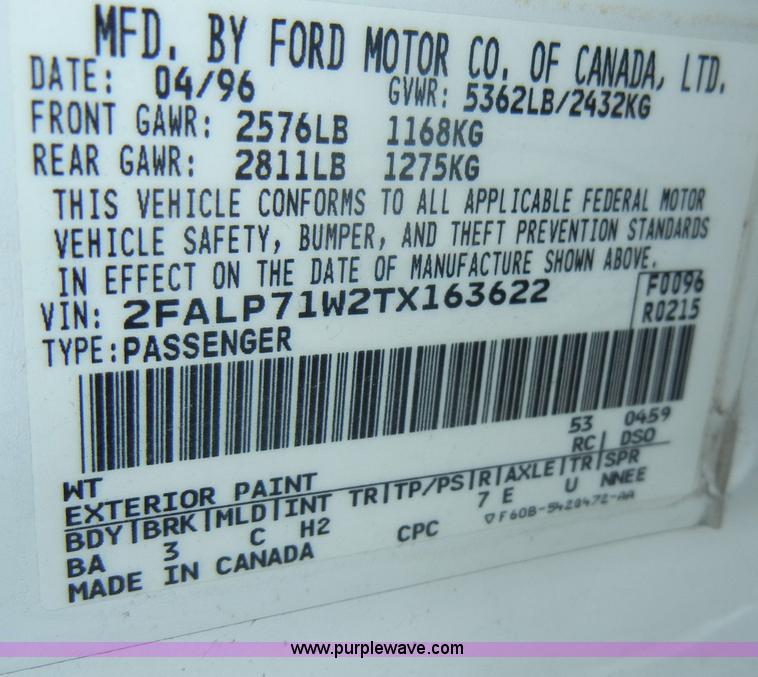 MFD. BY FORD MOTOR CO. OF CANADA, LTD.
DATE: 04/96 GVWR: 5362LB/2432KG
FRONT GAWR: 2576LB 1168KG
REAR GAWR: 2811LB 1275KG
THIS VEHICLE CONFORMS TO ALL APPLICABLE FEDERAL MOTOR
VEHICLE SAFETY, BUMPER, AND THEFT PREVENTION STANDARDS
IN EFFECT ON THE DATE OF MANUFACTURE SHOWN ABOVE.
VIN: 2FALP71W2TX163622 F0096
TYPE: PASSENGER R0215
53 0459
WT RC| DSO
EXTERIOR PAINT
BDY|BRK|MLD|INT TR|TP/PS|R|AXLE|TR|SPR
BA 3 C H2 CPC 7 E U NNEE
MADE IN CANADA ▽F60B-5420472-AA
www.purplewave.com